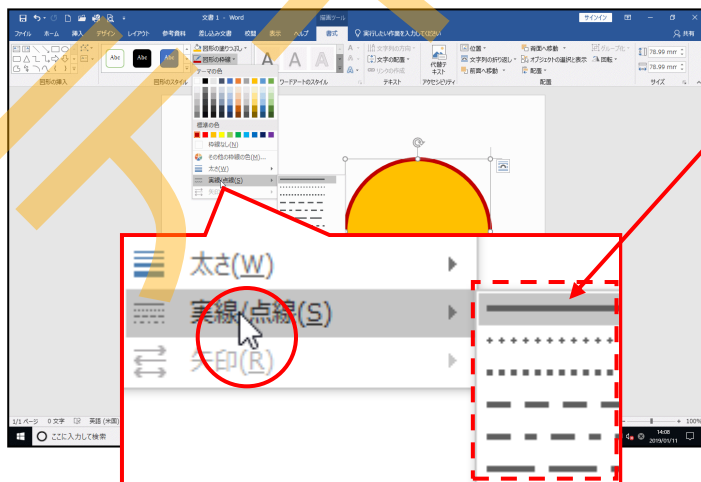 文書 1 - Word
描画ツール
サインイン
ファイル ホーム 挿入 デザイン レイアウト 参考資料 差し込み文書 校閲 表示 ヘルプ 書式 実行したい作業を入力してください 共有
Abc Abc Abc
図形の塗りつぶし
図形の枠線
A A A
文字列の方向
文字の配置
リンクの作成
代替テ
キスト
位置
文字列の折り返し
前面へ移動
背面へ移動
オブジェクトの選択と表示
配置
グループ化
回転
78.99 mm
78.99 mm
図形の挿入 図形のスタイル ワードアートのスタイル テキスト アクセシビリティ 配置 サイズ
テーマの色
標準の色
枠線なし(N)
その他の枠線の色(M)...
太さ(W)
実線/点線(S)
太さ(W)
実線/点線(S)
矢印(R)
1/1 ページ 0 文字 英語 (米国)
100%
ここに入力して検索
14:08
2019/01/11